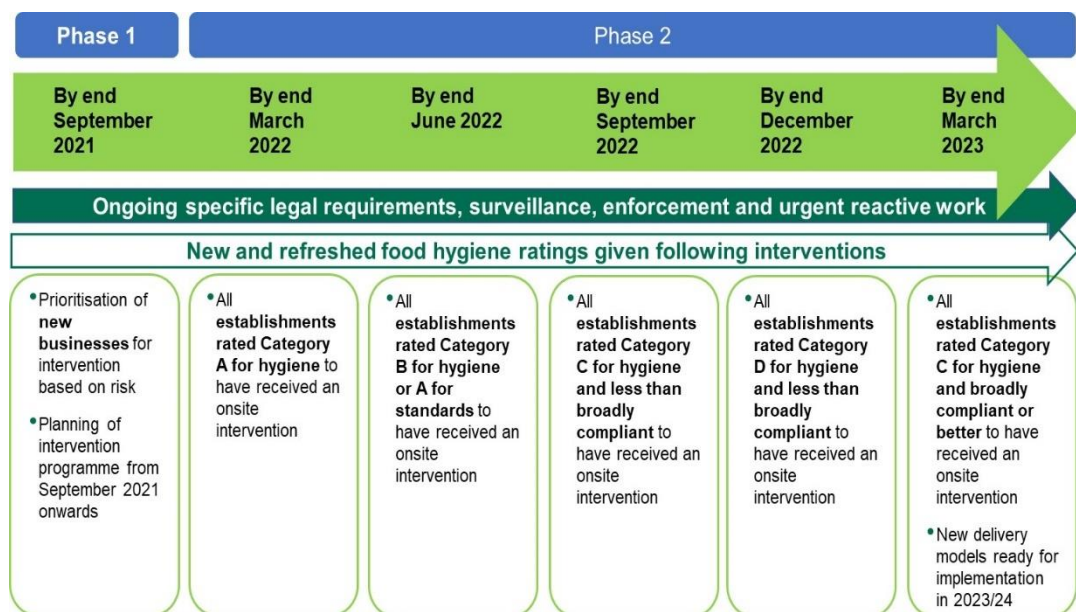 Phase 1
Phase 2
By end
September
2021
By end
March
2022
By end
June 2022
By end
September
2022
By end
December
2022
By end
March
2023
Ongoing specific legal requirements, surveillance, enforcement and urgent reactive work
New and refreshed food hygiene ratings given following interventions
•Prioritisation of
new
businesses for
intervention
based on risk
•Planning of
intervention
programme from
September 2021
onwards
•All
establishments
rated Category
A for hygiene to
have received an
onsite
intervention
•All
establishments
rated Category
B for hygiene
or A for
standards to
have received an
onsite
intervention
•All
establishments
rated Category
C for hygiene
and less than
broadly
compliant to
have received an
onsite
intervention
•All
establishments
rated Category
D for hygiene
and less than
broadly
compliant to
have received an
onsite
intervention
•All
establishments
rated Category
C for hygiene
and broadly
compliant or
better to have
received an
onsite
intervention
•New delivery
models ready for
implementation
in 2023/24